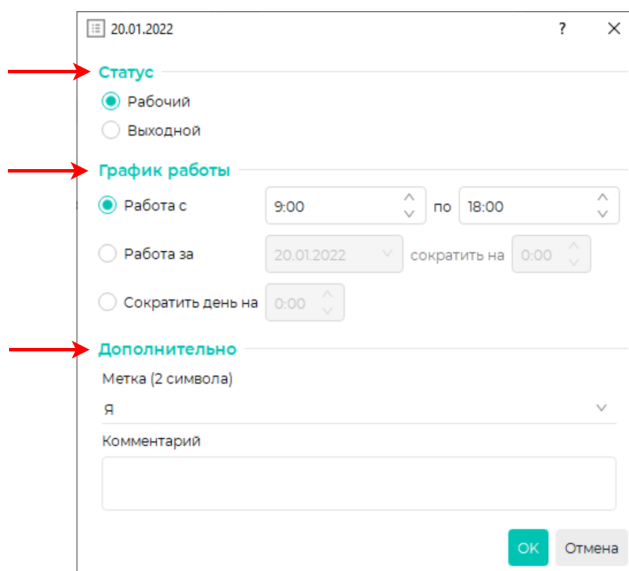 20.01.2022 ?
Статус
Рабочий
Выходной
График работы
Работа с 9:00 по 18:00
Работа за 20.01.2022 сократить на 0:00
Сократить день на 0:00
Дополнительно
Метка (2 символа)
Я
Комментарий
OK Отмена